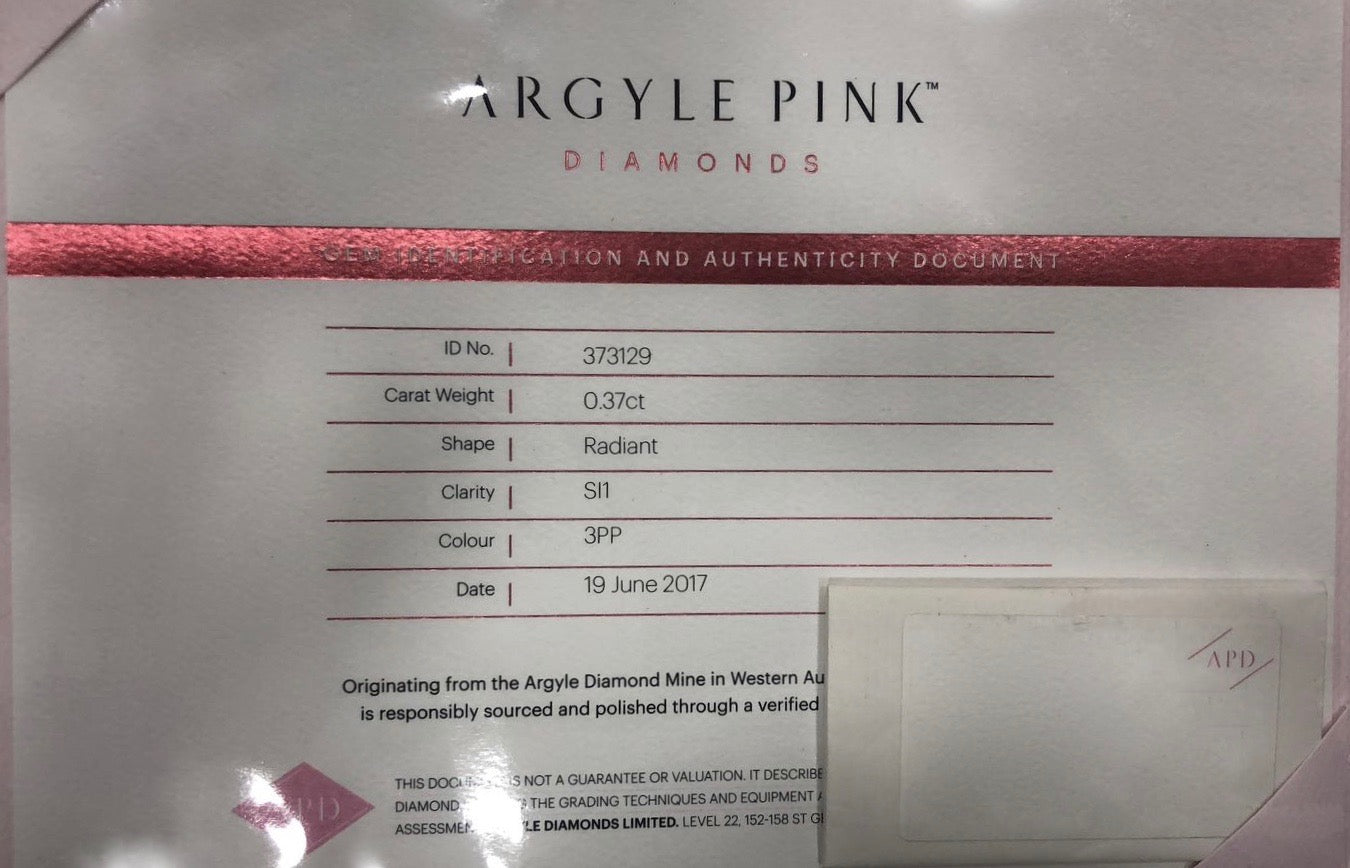 ARGYLE PINK™
DIAMONDS
GEM IDENTIFICATION AND AUTHENTICITY DOCUMENT
ID No. | 373129
Carat Weight | 0.37ct
Shape | Radiant
Clarity | SI1
Colour | 3PP
Date | 19 June 2017
Originating from the Argyle Diamond Mine in Western Au
is responsibly sourced and polished through a verified
APD
THIS NOT A GUARANTEE OR VALUATION. IT DESCRIBE
DIAMOND THE GRADING TECHNIQUES AND EQUIPMENT
DIAMONDS LIMITED. LEVEL 22, 152-158 ST
PD